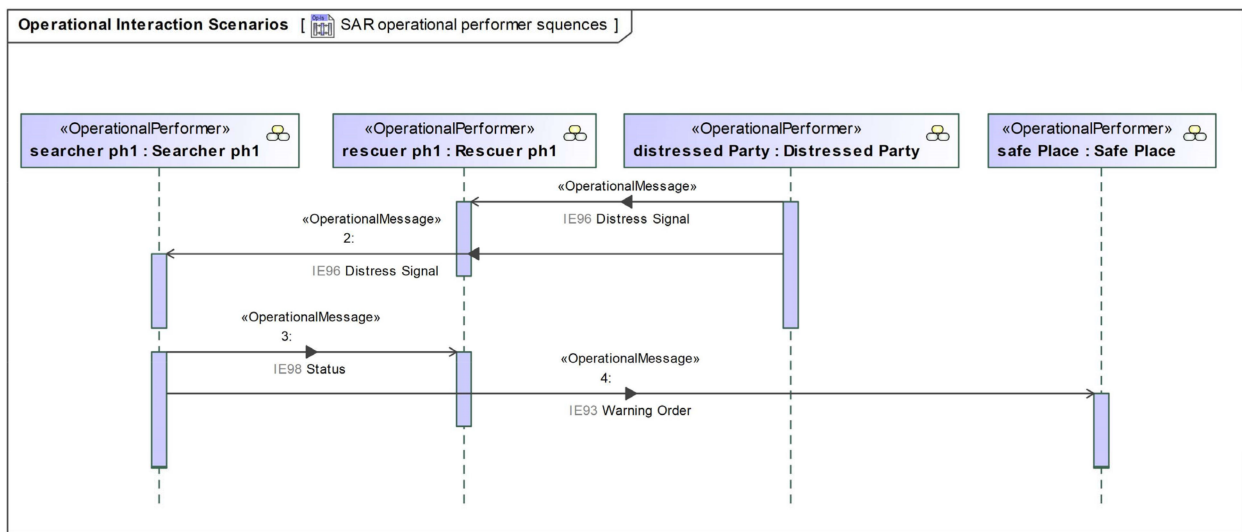 Operational Interaction Scenarios [ SAR operational performer squences ]
«OperationalPerformer»
searcher ph1 : Searcher ph1
«OperationalPerformer»
rescuer ph1 : Rescuer ph1
«OperationalPerformer»
distressed Party : Distressed Party
«OperationalPerformer»
safe Place : Safe Place
«OperationalMessage»
IE96 Distress Signal
«OperationalMessage»
2:
IE96 Distress Signal
«OperationalMessage»
3:
IE98 Status
«OperationalMessage»
4:
IE93 Warning Order